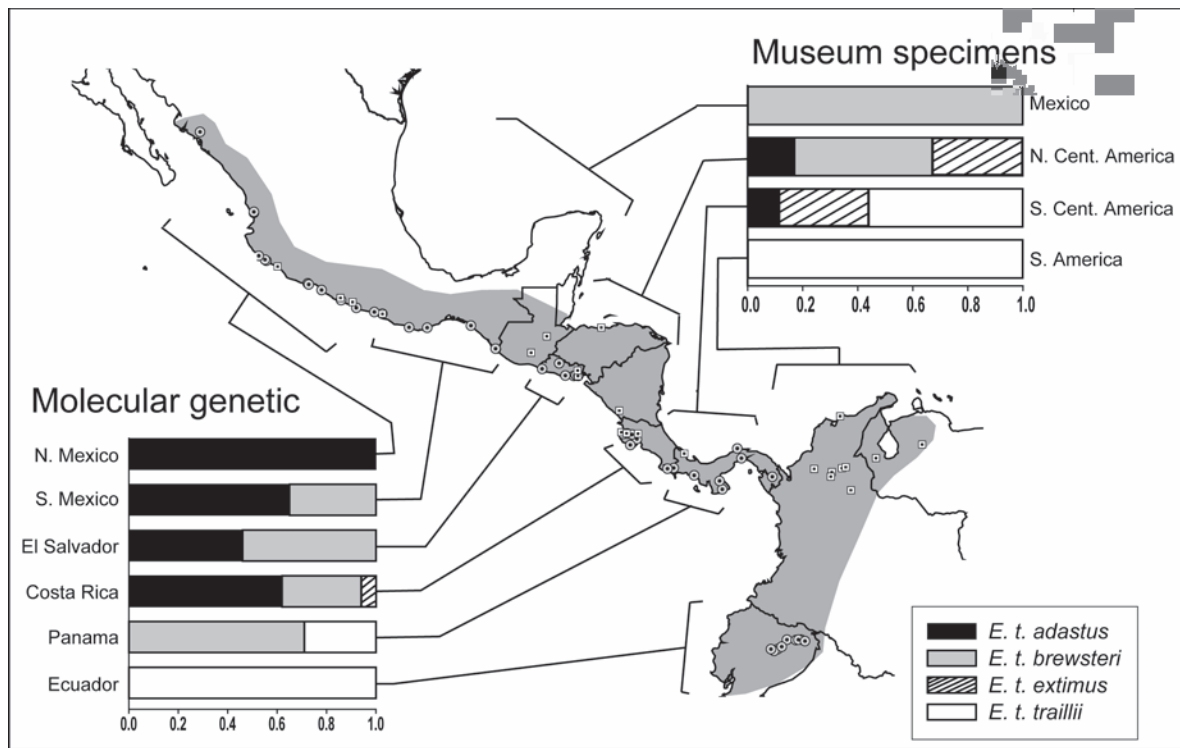 Museum specimens
Mexico
N. Cent. America
S. Cent. America
S. America
0.0 0.2 0.4 0.6 0.8 1.0
Molecular genetic
N. Mexico
S. Mexico
El Salvador
Costa Rica
Panama
Ecuador
0.0 0.2 0.4 0.6 0.8 1.0
E. t. adastus
E. t. brewsteri
E. t. extimus
E. t. traillii